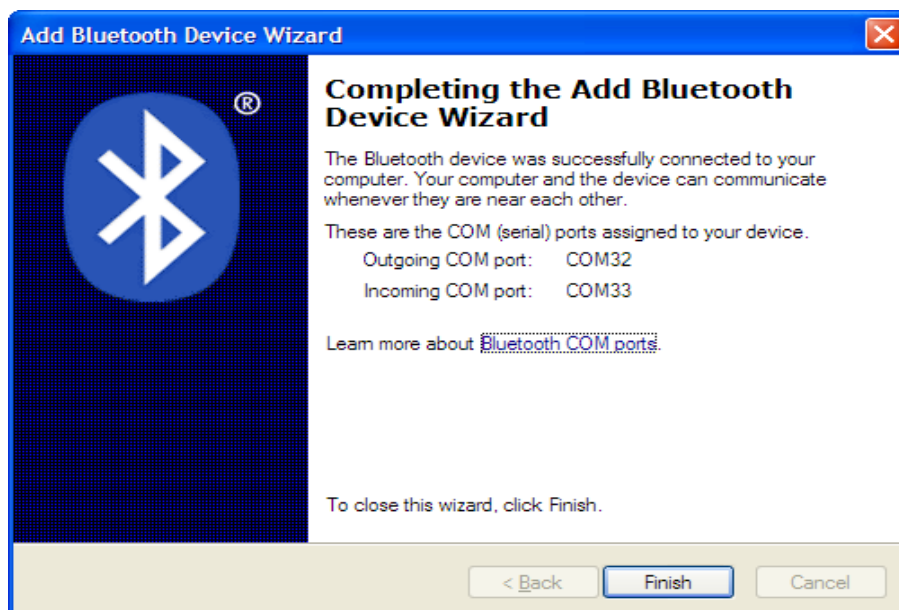 Add Bluetooth Device Wizard
®
Completing the Add Bluetooth
Device Wizard
The Bluetooth device was successfully connected to your
computer. Your computer and the device can communicate
whenever they are near each other.
These are the COM (serial) ports assigned to your device.
Outgoing COM port: COM32
Incoming COM port: COM33
Learn more about Bluetooth COM ports.
To close this wizard, click Finish.
< Back Finish Cancel